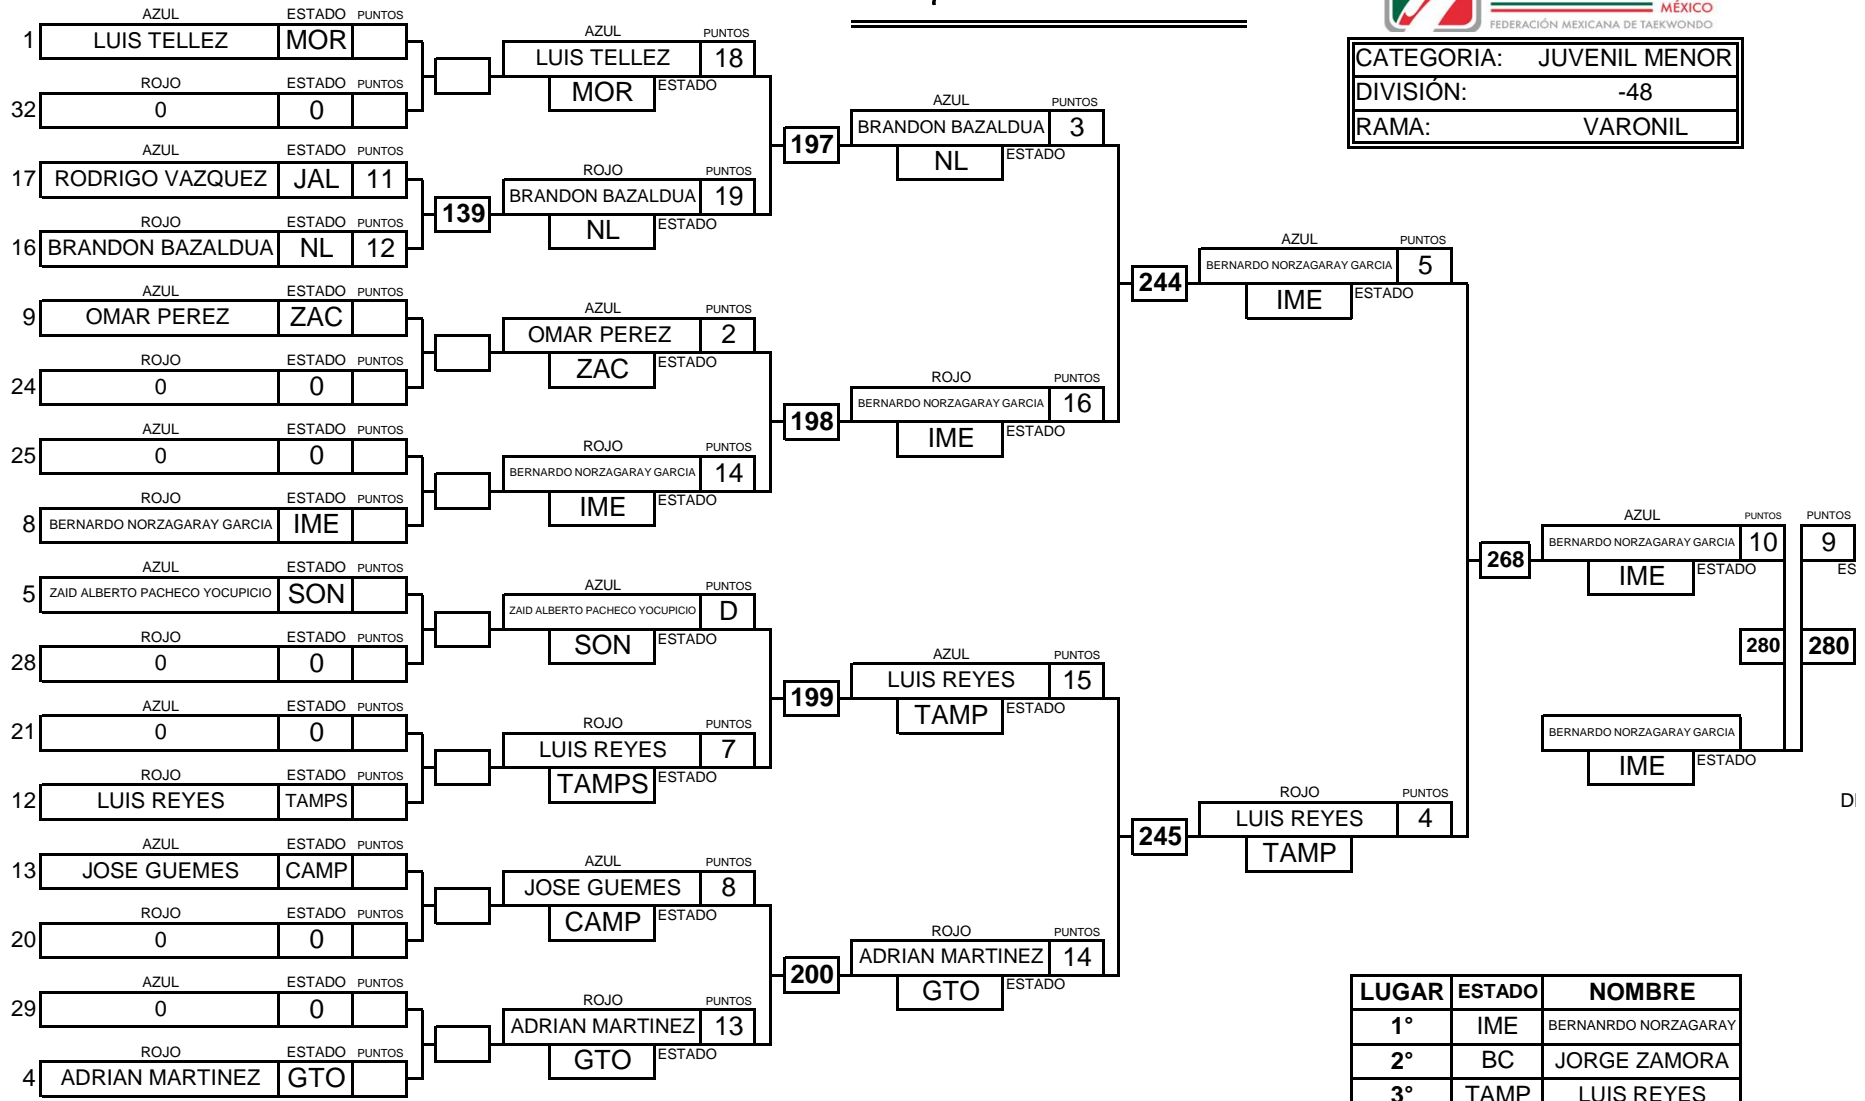 MÉXICO
FEDERACIÓN MEXICANA DE TAEKWONDO
CATEGORIA: JUVENIL MENOR
DIVISIÓN: -48
RAMA: VARONIL
AZUL ESTADO PUNTOS
1 LUIS TELLEZ MOR
ROJO ESTADO PUNTOS
32 0 0
AZUL ESTADO PUNTOS
17 RODRIGO VAZQUEZ JAL 11
ROJO ESTADO PUNTOS
16 BRANDON BAZALDUA NL 12
AZUL ESTADO PUNTOS
9 OMAR PEREZ ZAC
ROJO ESTADO PUNTOS
24 0 0
AZUL ESTADO PUNTOS
25 0 0
ROJO ESTADO PUNTOS
8 BERNARDO NORZAGARAY GARCIA IME
AZUL ESTADO PUNTOS
5 ZAID ALBERTO PACHECO YOCUPICIO SON
ROJO ESTADO PUNTOS
28 0 0
AZUL ESTADO PUNTOS
21 0 0
ROJO ESTADO PUNTOS
12 LUIS REYES TAMPS
AZUL ESTADO PUNTOS
13 JOSE GUEMES CAMP
ROJO ESTADO PUNTOS
20 0 0
AZUL ESTADO PUNTOS
29 0 0
ROJO ESTADO PUNTOS
4 ADRIAN MARTINEZ GTO
139
AZUL PUNTOS
LUIS TELLEZ 18
MOR ESTADO
ROJO PUNTOS
BRANDON BAZALDUA 19
NL ESTADO
AZUL PUNTOS
OMAR PEREZ 2
ZAC ESTADO
ROJO PUNTOS
BERNARDO NORZAGARAY GARCIA 14
IME ESTADO
AZUL PUNTOS
ZAID ALBERTO PACHECO YOCUPICIO D
SON ESTADO
ROJO PUNTOS
LUIS REYES 7
TAMPS ESTADO
AZUL PUNTOS
JOSE GUEMES 8
CAMP ESTADO
ROJO PUNTOS
ADRIAN MARTINEZ 13
GTO ESTADO
197
198
199
200
AZUL PUNTOS
BRANDON BAZALDUA 3
NL ESTADO
ROJO PUNTOS
BERNARDO NORZAGARAY GARCIA 16
IME ESTADO
AZUL PUNTOS
LUIS REYES 15
TAMP ESTADO
ROJO PUNTOS
ADRIAN MARTINEZ 14
GTO ESTADO
244
245
AZUL PUNTOS
BERNARDO NORZAGARAY GARCIA 5
IME ESTADO
ROJO PUNTOS
LUIS REYES 4
TAMP
268
AZUL PUNTOS PUNTOS
BERNARDO NORZAGARAY GARCIA 10 9
IME ESTADO ES
280 280
BERNARDO NORZAGARAY GARCIA
IME ESTADO
LUGAR ESTADO NOMBRE
1° IME BERNANRDO NORZAGARAY
2° BC JORGE ZAMORA
3° TAMP LUIS REYES